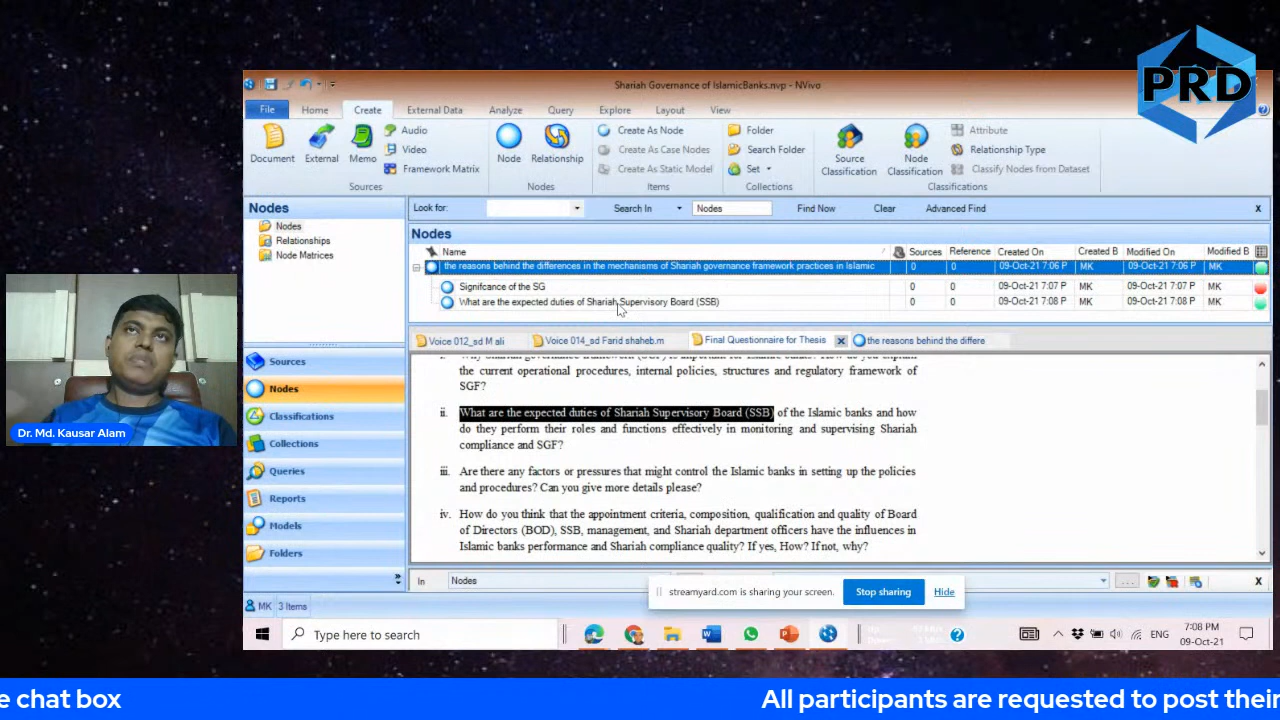 PRD
Shariah Governance of IslamicBanks.nvp - NVivo
File Home Create External Data Analyze Query Explore Layout View
Document External Memo Audio Video Framework Matrix Node Relationship Create As Node Create As Case Nodes Create As Static Model Folder Search Folder Set Source Classification Node Classification Attribute Relationship Type Classify Nodes from Dataset
Sources Nodes Items Collections Classifications
Nodes
Look for: Search In Nodes Find Now Clear Advanced Find x
Nodes
Relationships
Node Matrices
Nodes
Name Sources Reference Created On Created B Modified On Modified B
the reasons behind the differences in the mechanisms of Shariah governance framework practices in Islamic 0 0 09-Oct-21 7:06 P MK 09-Oct-21 7:06 P MK
Signifcance of the SG 0 0 09-Oct-21 7:07 P MK 09-Oct-21 7:07 P MK
What are the expected duties of Shariah Supervisory Board (SSB) 0 0 09-Oct-21 7:08 P MK 09-Oct-21 7:08 P MK
Voice 012_sd M ali Voice 014_sd Farid shaheb.m Final Questionnaire for Thesis the reasons behind the differe
the current operational procedures, internal policies, structures and regulatory framework of
SGF?
ii. What are the expected duties of Shariah Supervisory Board (SSB) of the Islamic banks and how
do they perform their roles and functions effectively in monitoring and supervising Shariah
compliance and SGF?
iii. Are there any factors or pressures that might control the Islamic banks in setting up the policies
and procedures? Can you give more details please?
iv. How do you think that the appointment criteria, composition, qualification and quality of Board
of Directors (BOD), SSB, management, and Shariah department officers have the influences in
Islamic banks performance and Shariah compliance quality? If yes, How? If not, why?
Sources
Nodes
Classifications
Collections
Queries
Reports
Models
Folders
Dr. Md. Kausar Alam
In Nodes ... X
streamyard.com is sharing your screen. Stop sharing Hide
MK 3 Items
Type here to search
ENG 7:08 PM
09-Oct-21
e chat box All participants are requested to post their